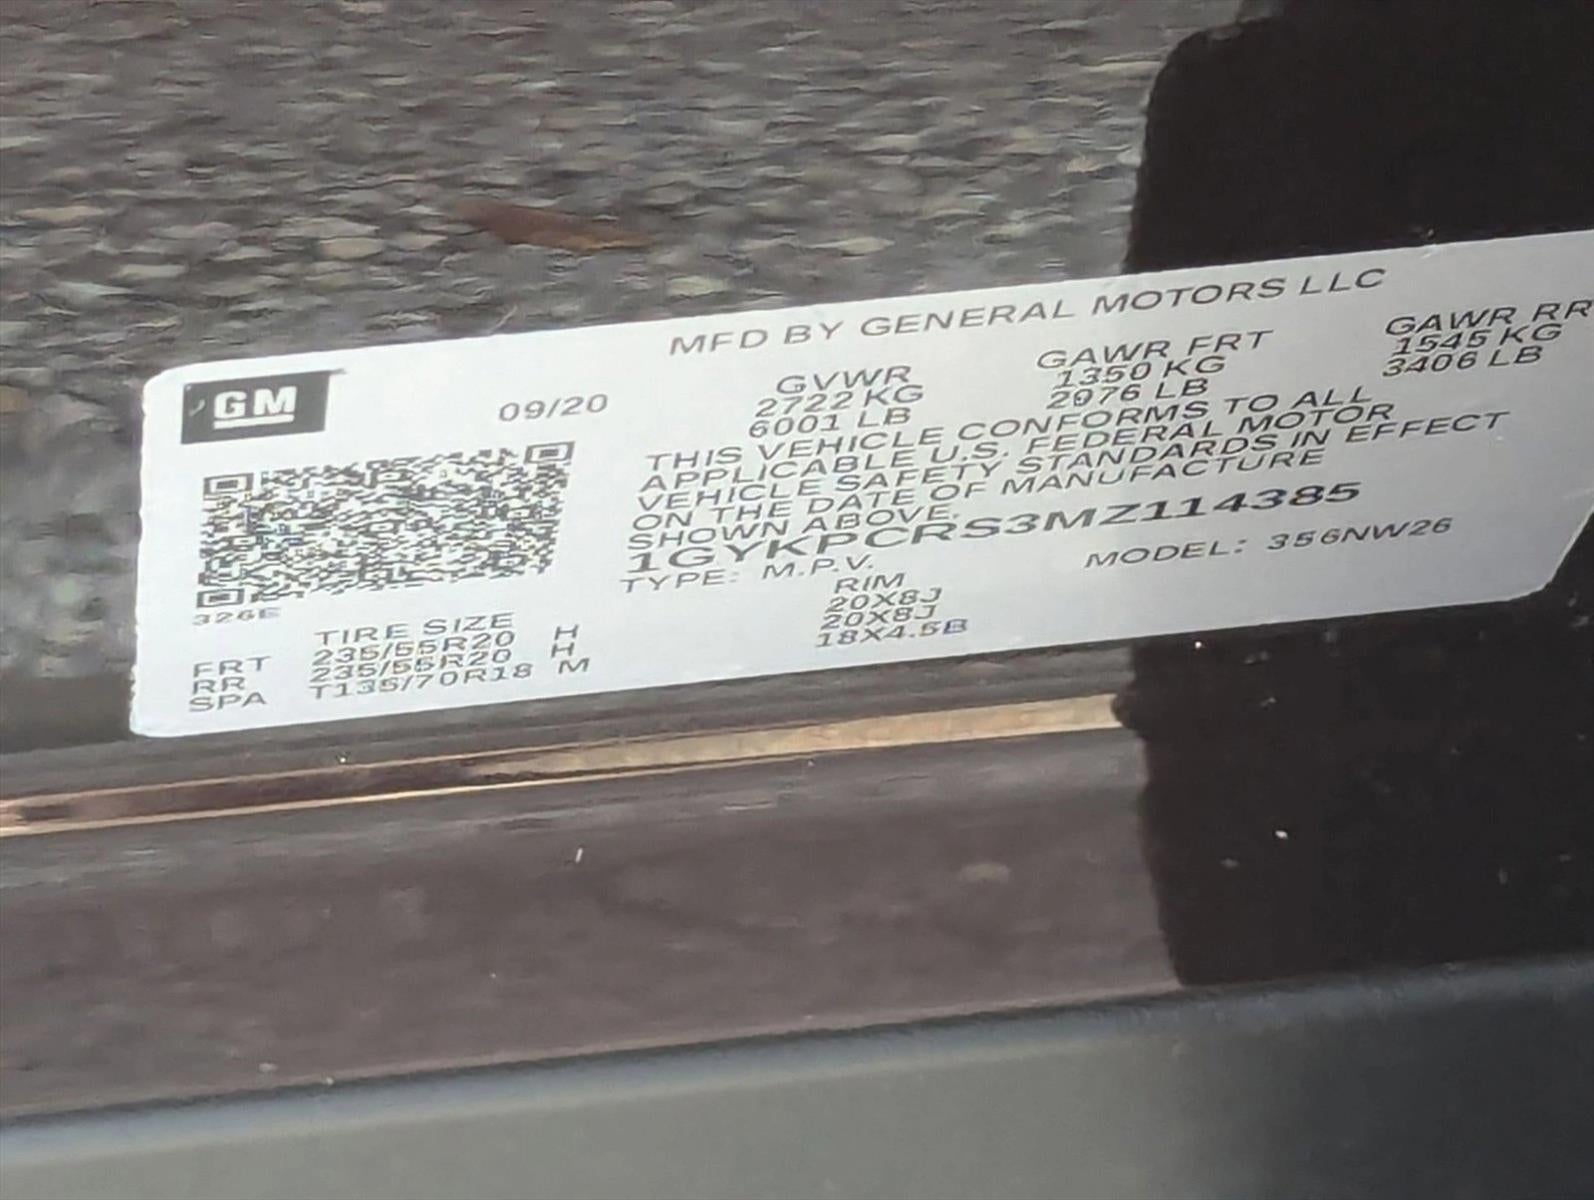 MFD BY GENERAL MOTORS LLC
GM
09/20
GVWR
2722 KG
6001 LB
GAWR FRT
1350 KG
2976 LB
GAWR RR
1545 KG
3406 LB
THIS VEHICLE CONFORMS TO ALL
APPLICABLE U.S. FEDERAL MOTOR
VEHICLE SAFETY STANDARDS IN EFFECT
ON THE DATE OF MANUFACTURE
SHOWN ABOVE.
1GYKPCRS3MZ114385
TYPE: M.P.V.
MODEL: 356NW26
326E
TIRE SIZE
RIM
FRT 235/55R20 H 20X8J
RR 235/55R20 H 20X8J
SPA T135/70R18 M 18X4.5B